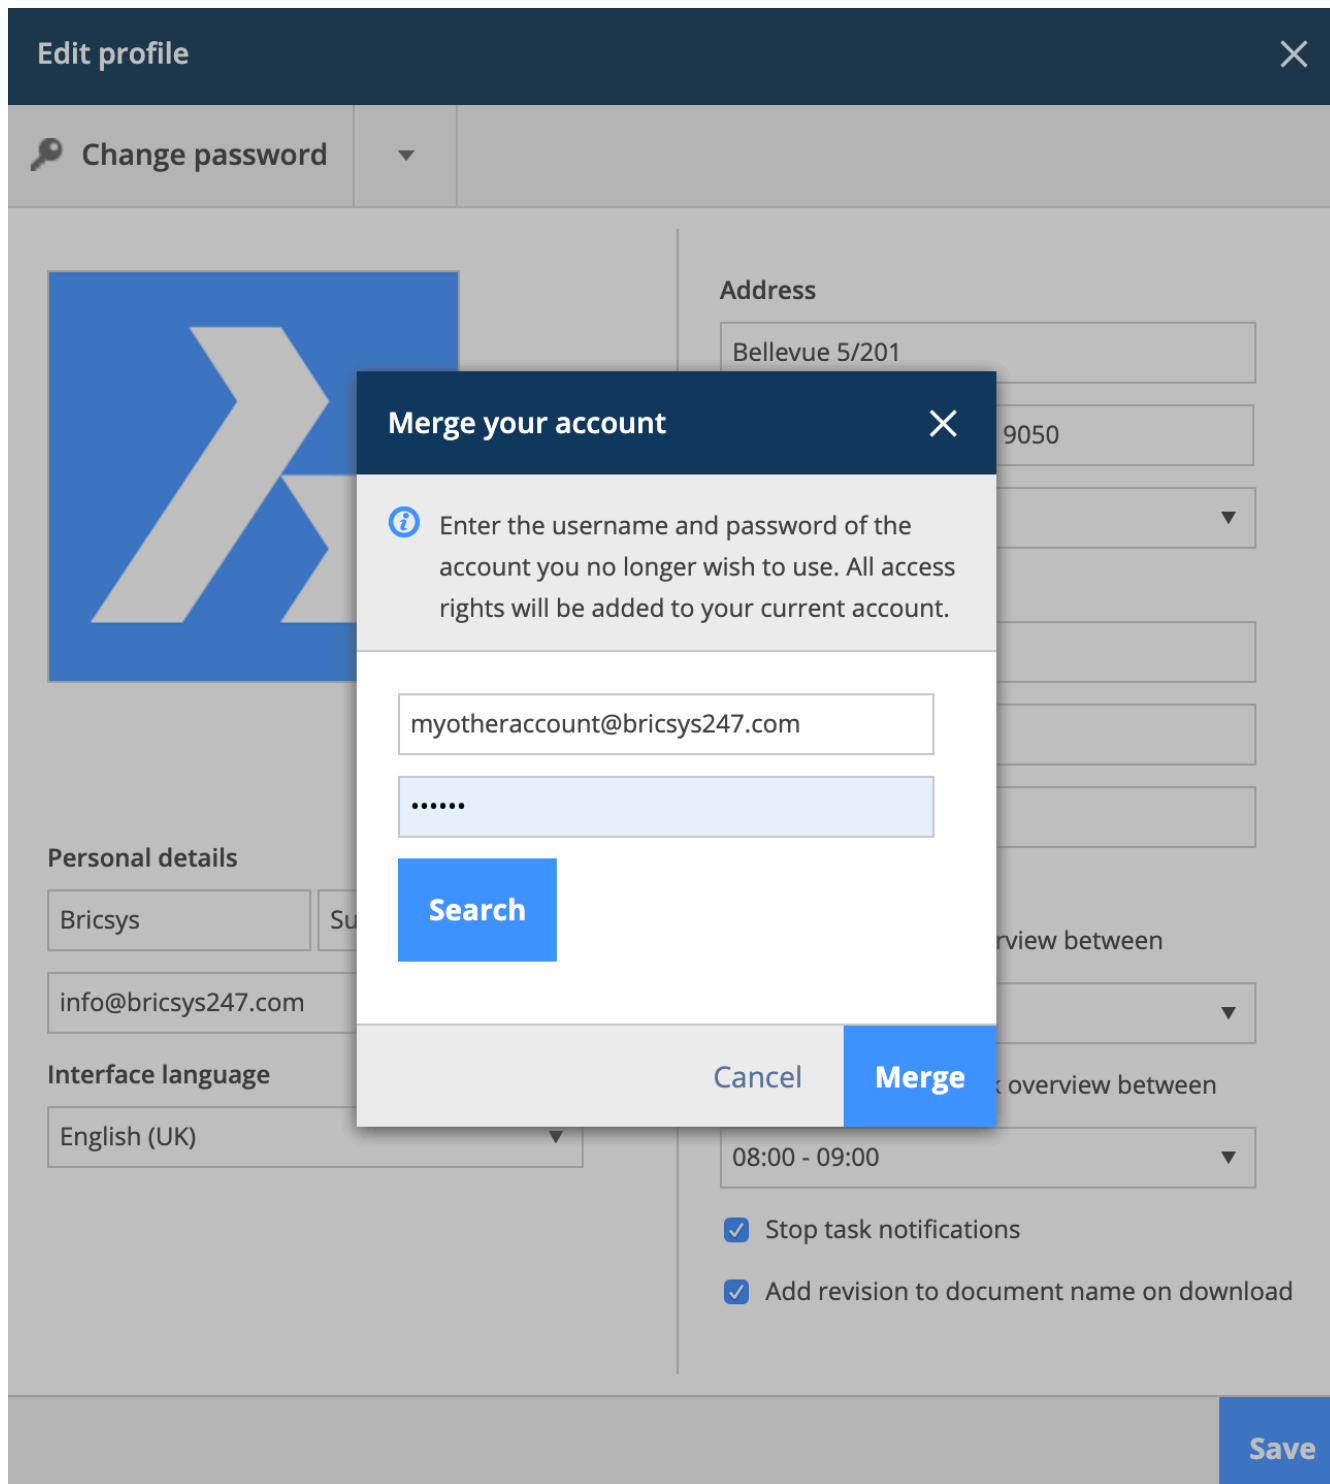 Edit profile
Change password
Address
Bellevue 5/201
9050
Merge your account
Enter the username and password of the
account you no longer wish to use. All access
rights will be added to your current account.
myotheraccount@bricsys247.com
••••••
Search
Cancel
Merge
Personal details
Bricsys
Su
info@bricsys247.com
Interface language
English (UK)
rview between
overview between
08:00 - 09:00
Stop task notifications
Add revision to document name on download
Save